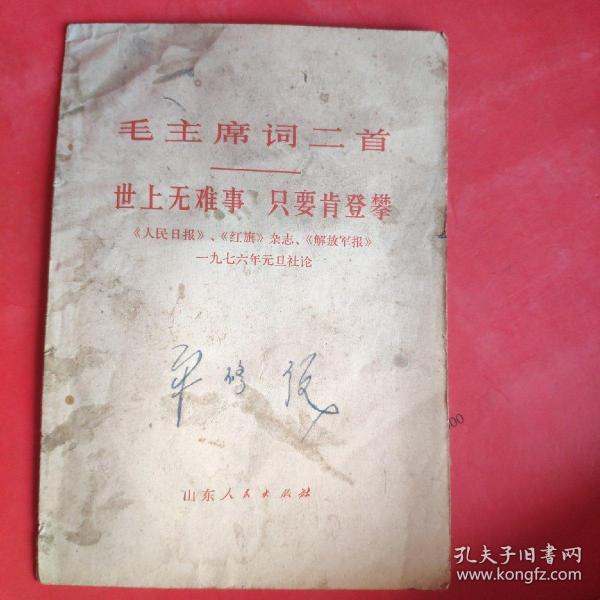 毛主席词二首
世上无难事 只要肯登攀
《人民日报》、《红旗》杂志、《解放军报》
一九七六年元旦社论
山东人民出版社
孔夫子旧书网
www.kongfz.com